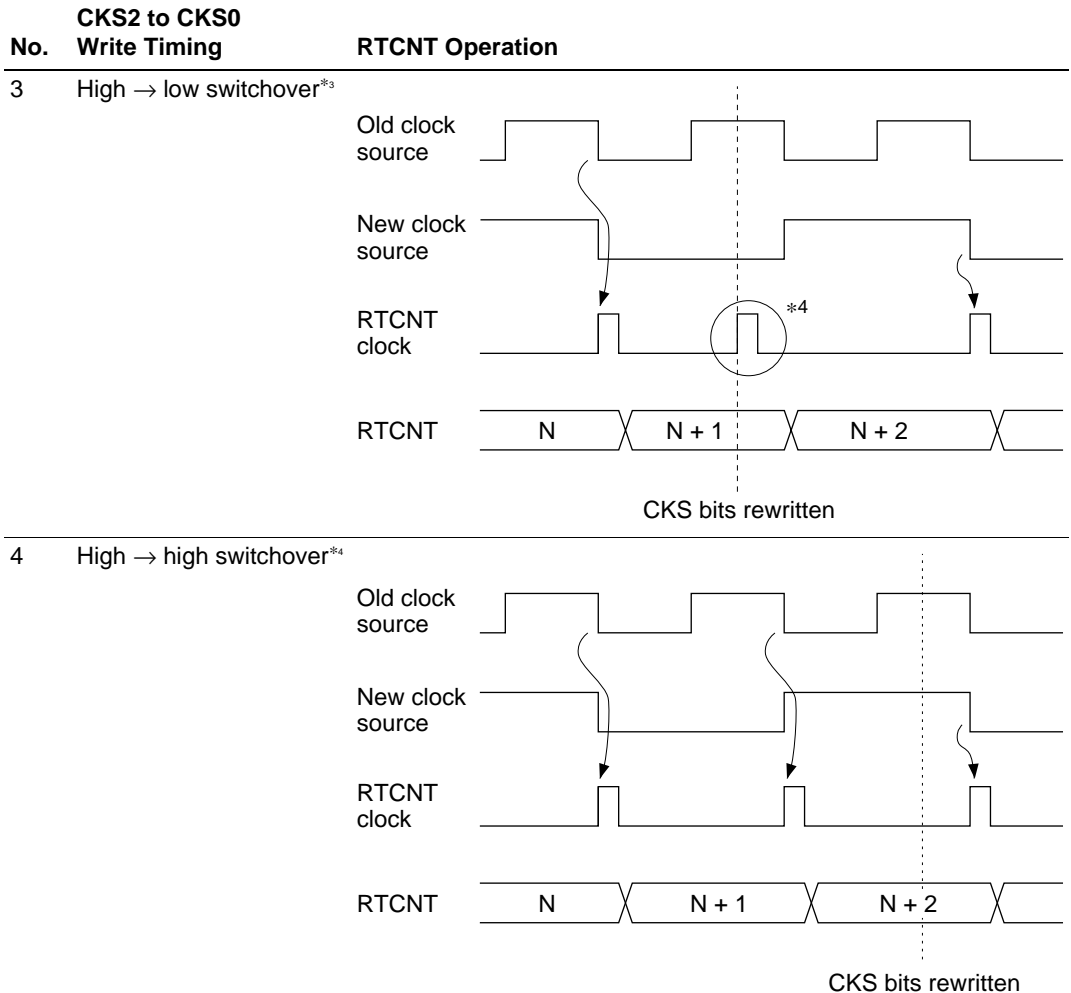 CKS2 to CKS0
No. Write Timing RTCNT Operation
3 High → low switchover*3
Old clock
source
New clock
source
*4
RTCNT
clock
RTCNT N N + 1 N + 2
CKS bits rewritten
4 High → high switchover*4
Old clock
source
New clock
source
RTCNT
clock
RTCNT N N + 1 N + 2
CKS bits rewritten